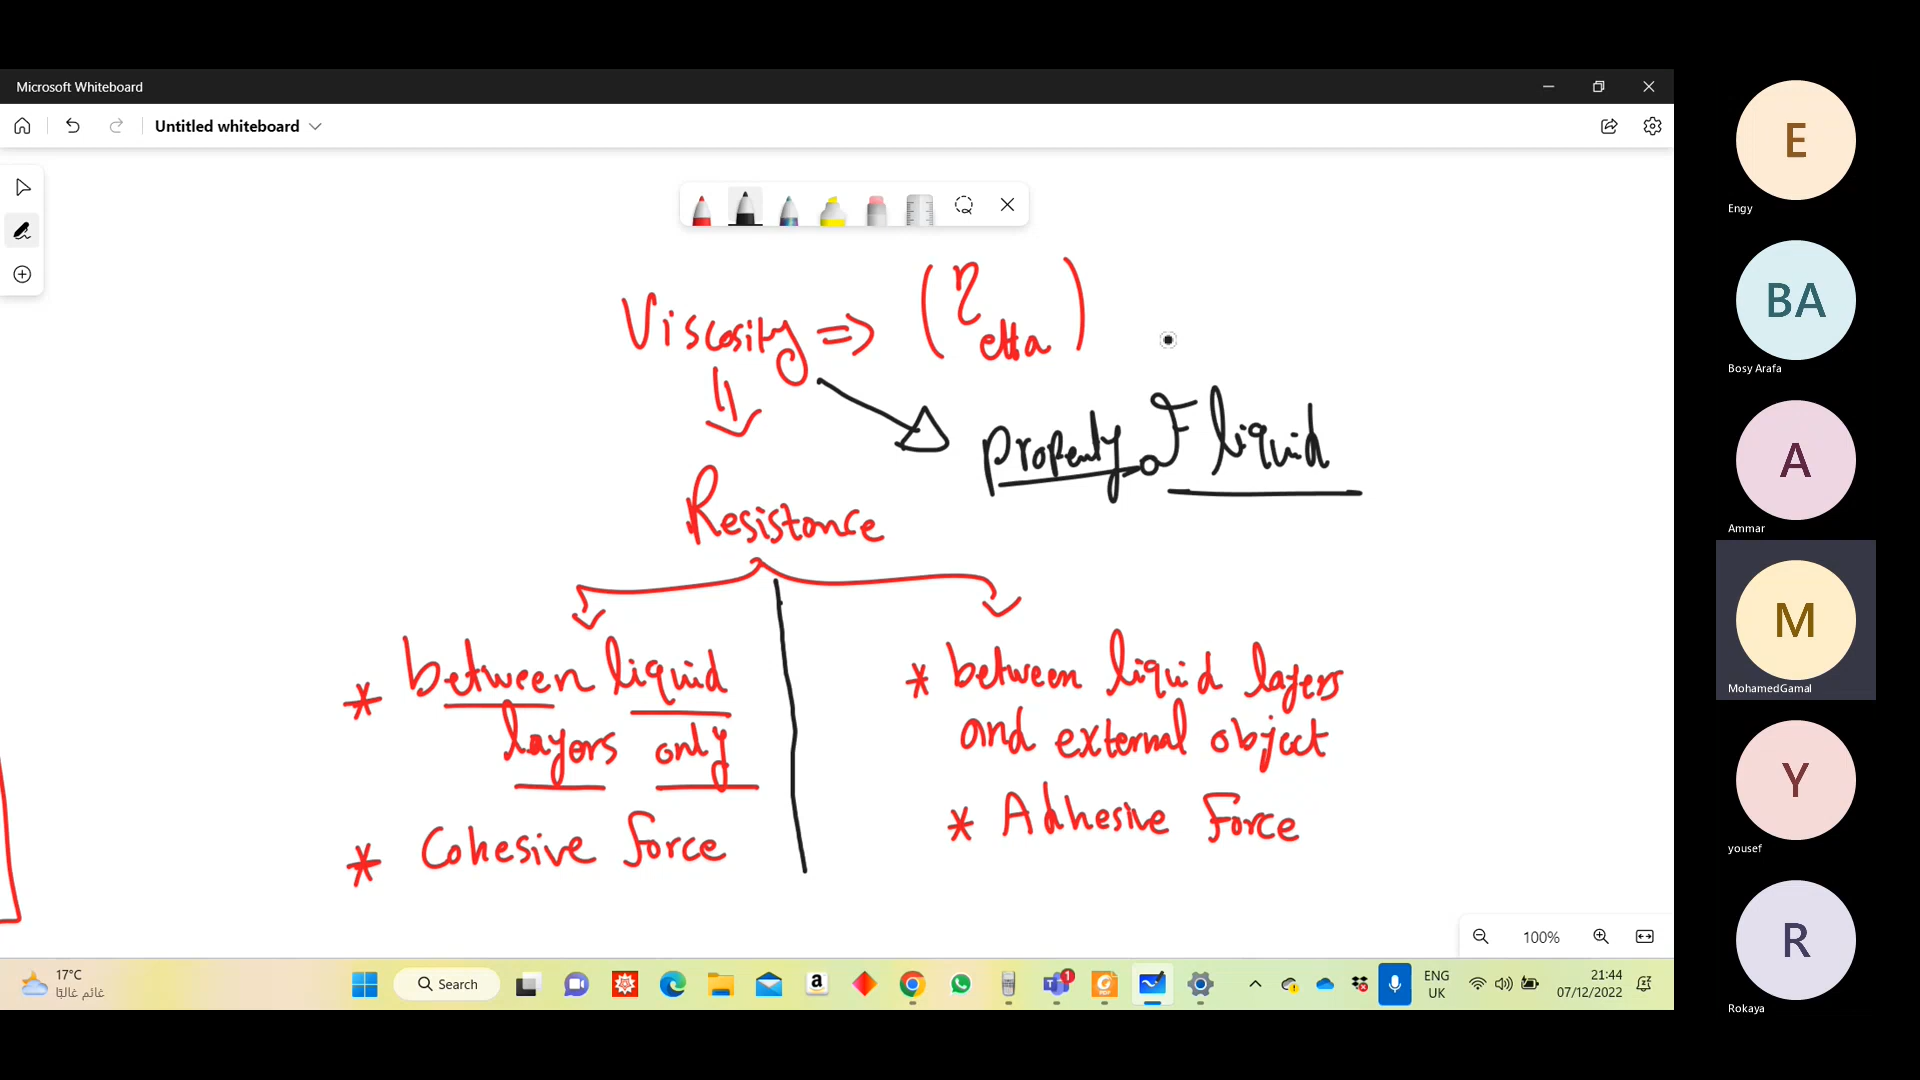 Microsoft Whiteboard
Untitled whiteboard
Viscosity => (η
etta)
property of liquid
Resistance
* between liquid
layers only
* Cohesive force
* between liquid layers
and external object
* Adhesive force
100%
E
Engy
BA
Bosy Arafa
A
Ammar
M
MohamedGamal
Y
yousef
R
Rokaya
17°C
غائم غالبًا
Search
a
1
ENG
UK
21:44
07/12/2022